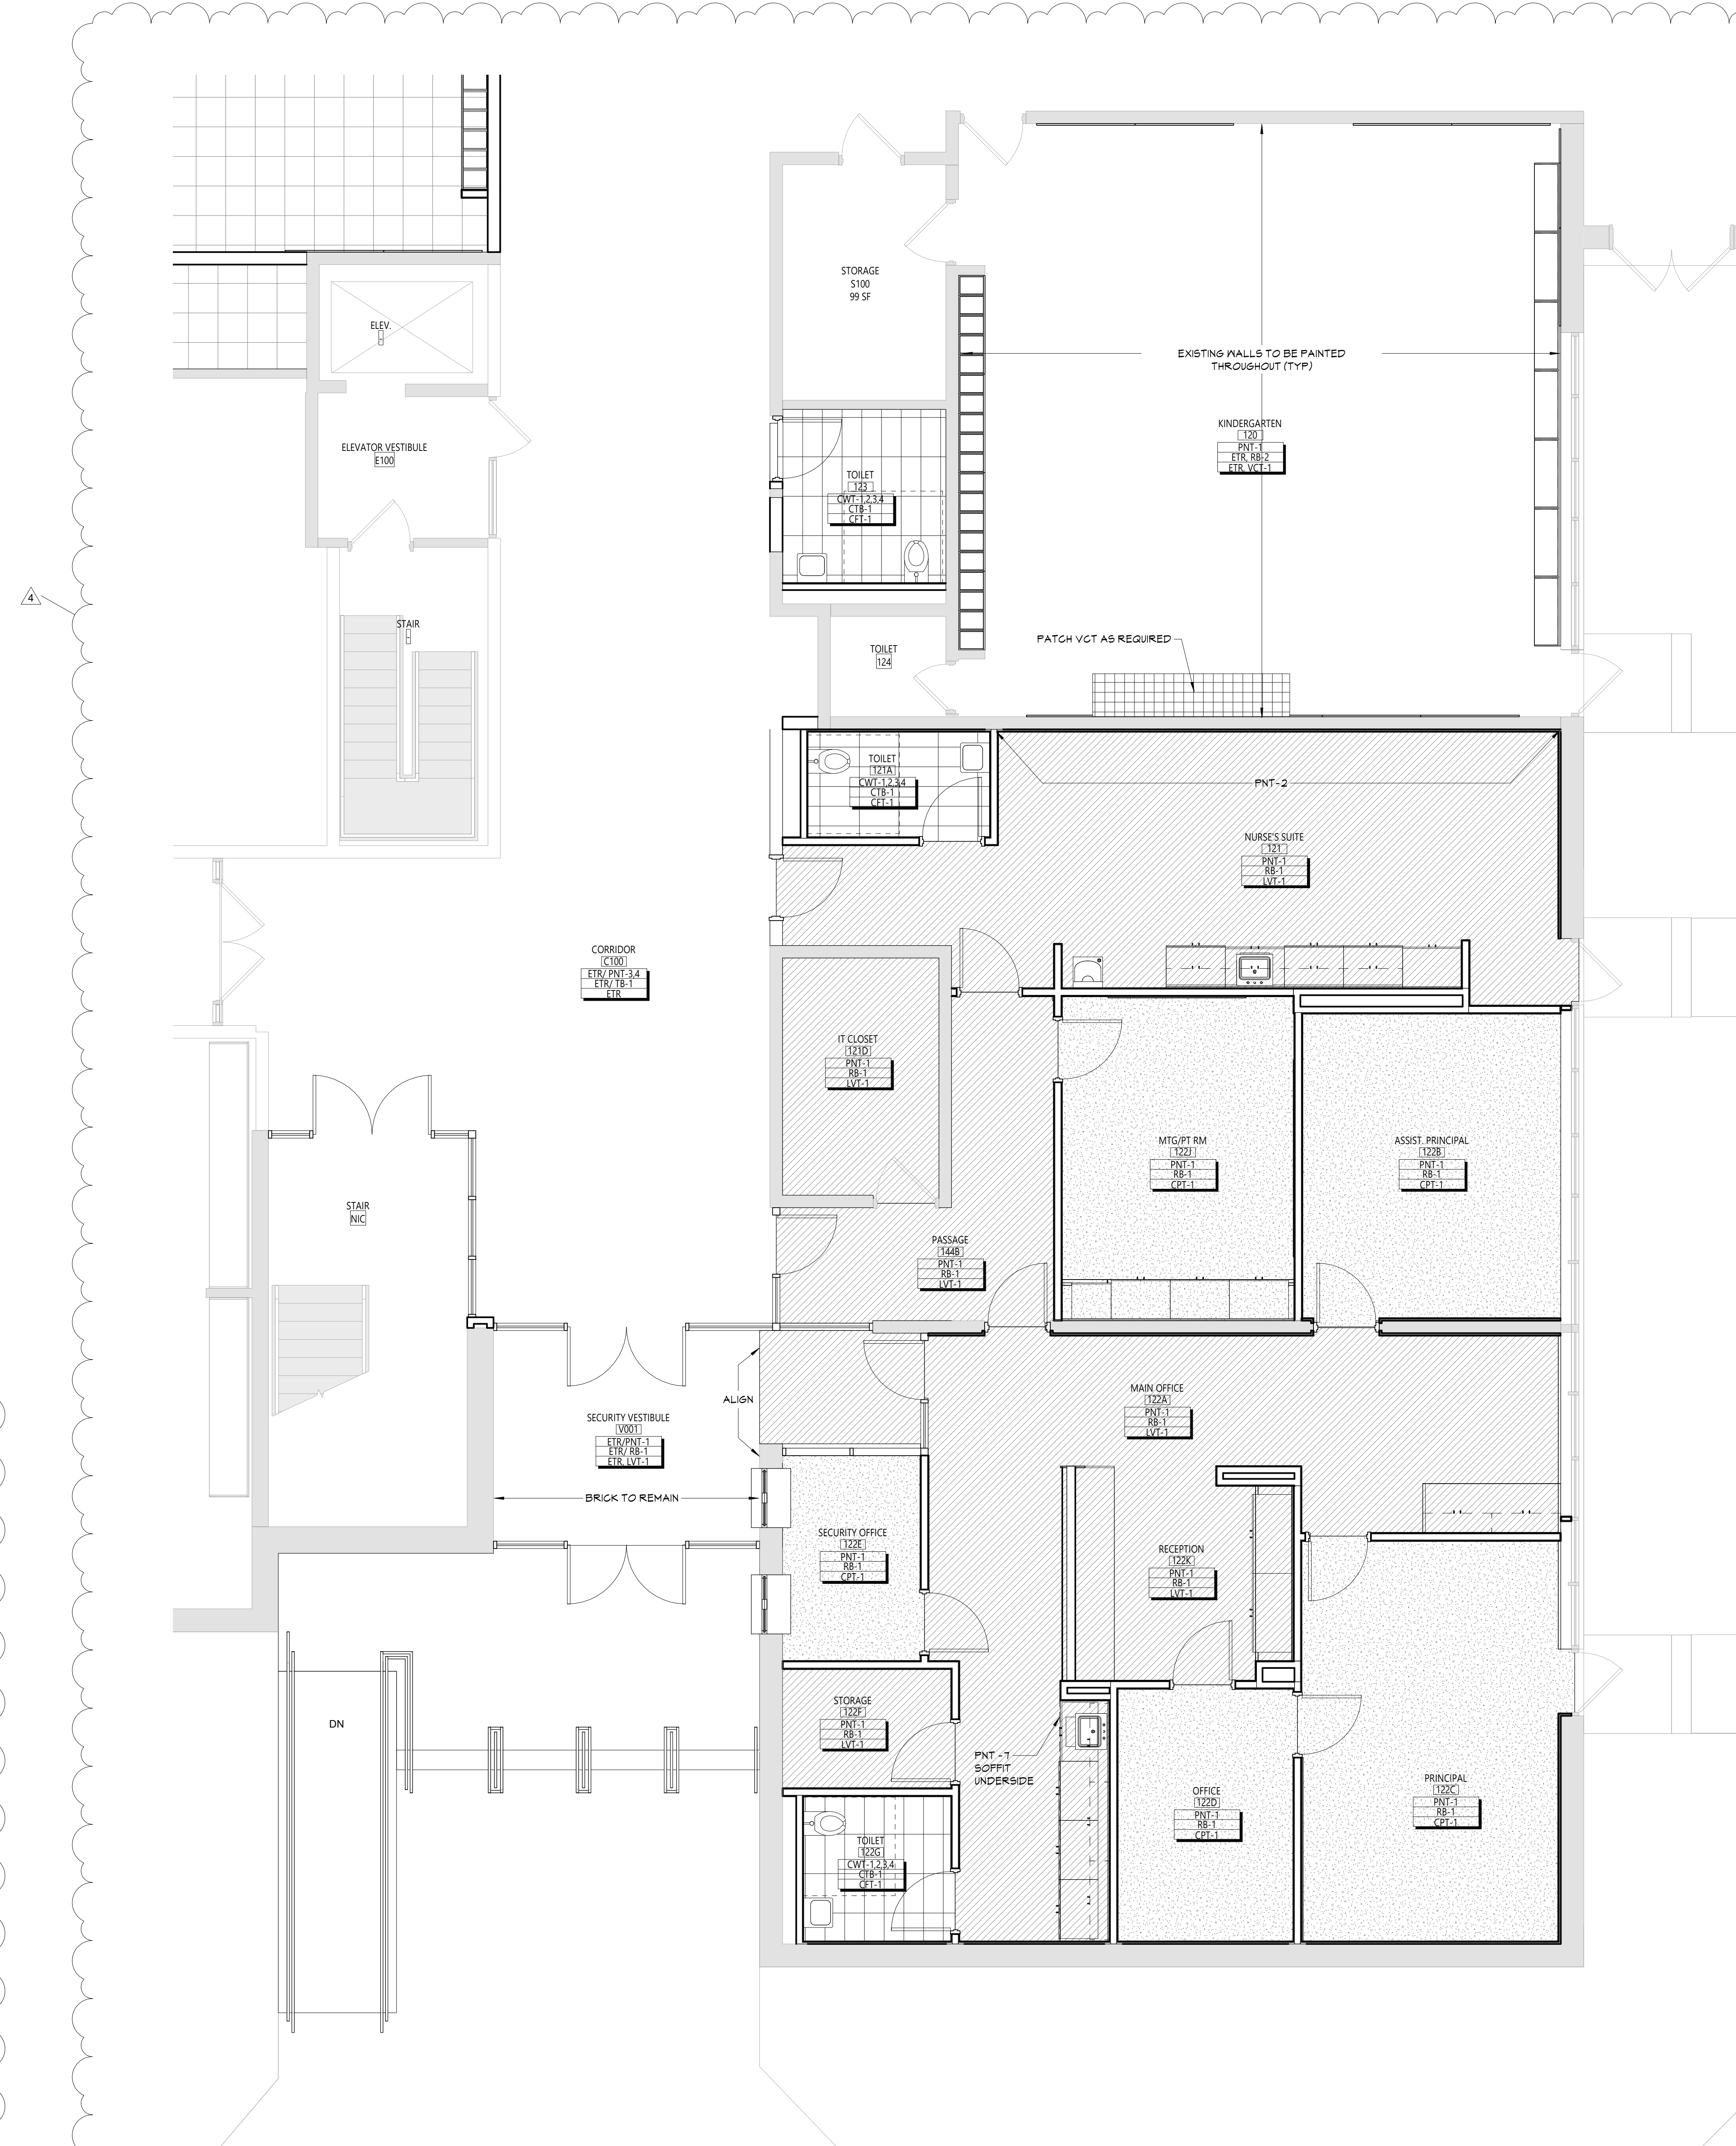 ELEV.
ELEVATOR VESTIBULE
E100
STAIR
4
STORAGE
S100
99 SF
EXISTING WALLS TO BE PAINTED
THROUGHOUT (TYP)
KINDERGARTEN
120
PNT-1
ETR, RB-2
ETR, VCT-1
TOILET
123
CWT-1,2,3,4
CTB-1
CFT-1
PATCH VCT AS REQUIRED
TOILET
124
TOILET
121A
CWT-1,2,3,4
CTB-1
CFT-1
PNT-2
NURSE'S SUITE
121
PNT-1
RB-1
LVT-1
CORRIDOR
C100
ETR/ PNT-3,4
ETR/ TB-1
ETR
IT CLOSET
121D
PNT-1
RB-1
LVT-1
MTG/PT RM
122J
PNT-1
RB-1
CPT-1
ASSIST. PRINCIPAL
122B
PNT-1
RB-1
CPT-1
STAIR
NIC
PASSAGE
144B
PNT-1
RB-1
LVT-1
ALIGN
MAIN OFFICE
122A
PNT-1
RB-1
LVT-1
SECURITY VESTIBULE
V001
ETR/PNT-1
ETR/ RB-1
ETR, LVT-1
BRICK TO REMAIN
SECURITY OFFICE
122E
PNT-1
RB-1
CPT-1
RECEPTION
122K
PNT-1
RB-1
LVT-1
STORAGE
122F
PNT-1
RB-1
LVT-1
DN
PNT -7
SOFFIT
UNDERSIDE
OFFICE
122D
PNT-1
RB-1
CPT-1
PRINCIPAL
122C
PNT-1
RB-1
CPT-1
TOILET
122G
CWT-1,2,3,4
CTB-1
CFT-1